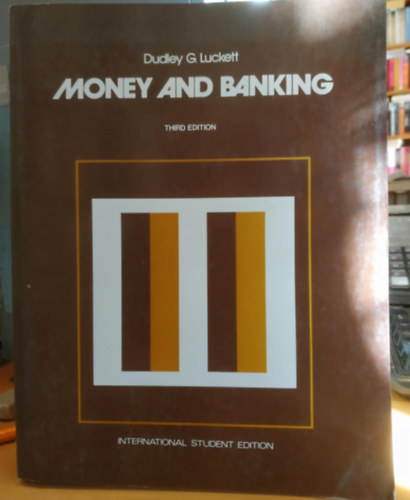 Dudley G. Luckett
MONEY AND BANKING
THIRD EDITION
INTERNATIONAL STUDENT EDITION